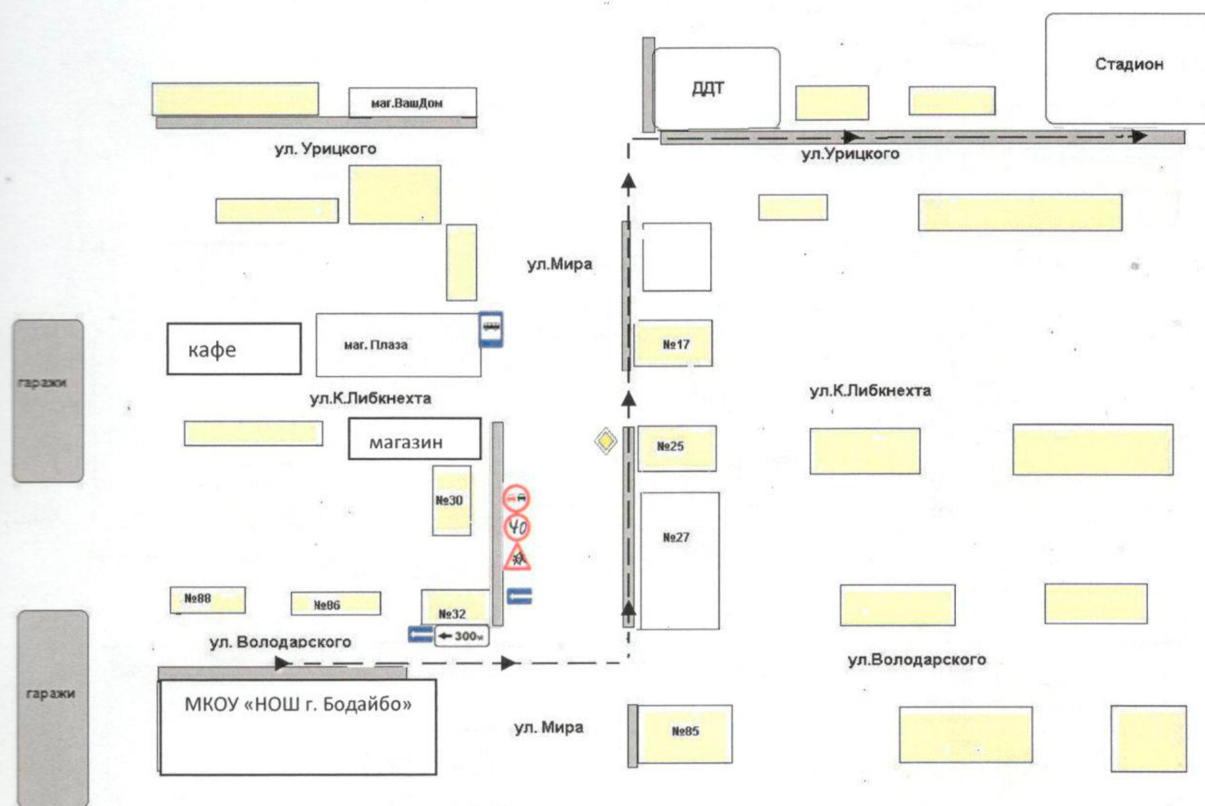 Стадион
ДДТ
маг.ВашДом
ул. Урицкого
ул.Урицкого
ул.Мира
кафе
маг. Плаза
№17
гаражи
ул.К.Либкнехта
ул.К.Либкнехта
магазин
№25
№30
40
№27
№88
№86
№32
300м
ул. Володарского
ул.Володарского
гаражи
МКОУ «НОШ г. Бодайбо»
ул. Мира
№85